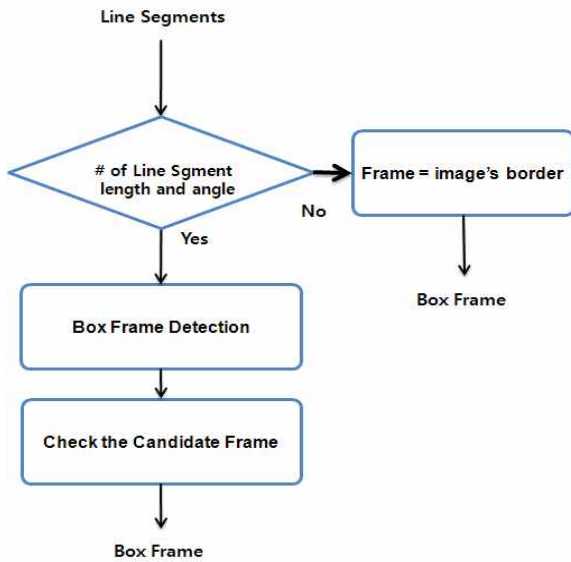 Line Segments
# of Line Sgment
length and angle
Frame = image's border
No
Yes
Box Frame
Box Frame Detection
Check the Candidate Frame
Box Frame